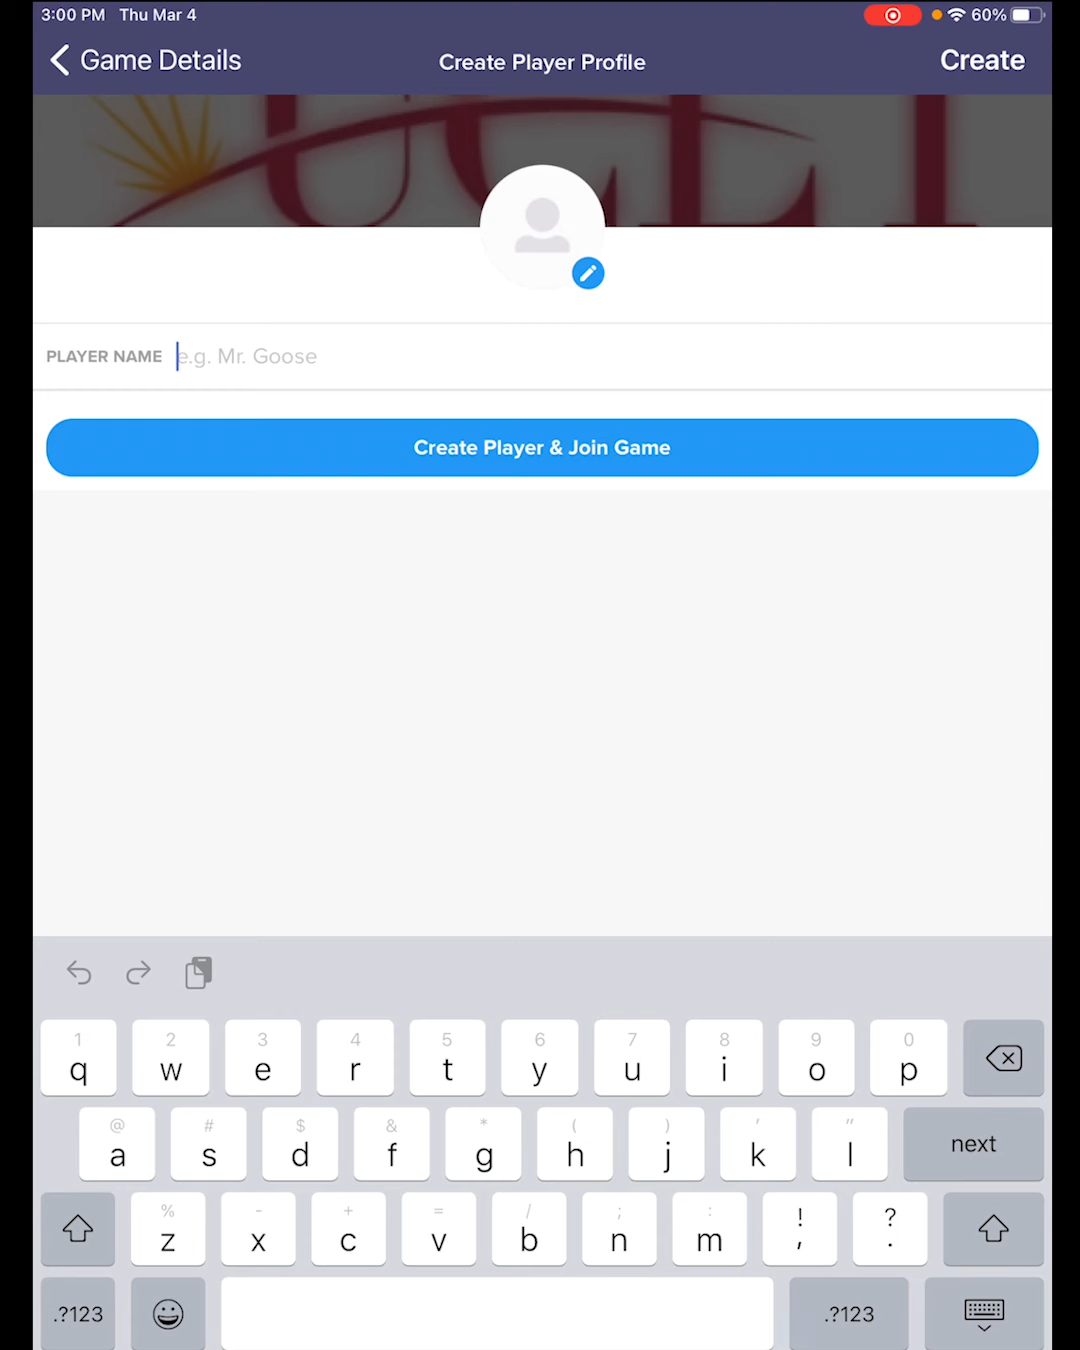 3:00 PM Thu Mar 4 60%
Game Details Create Player Profile Create
PLAYER NAME e.g. Mr. Goose
Create Player & Join Game
1 2 3 4 5 6 7 8 9 0
q w e r t y u i o p
@ # $ & * ( ) ' "
a s d f g h j k l next
% - + = / ; : ! ?
z x c v b n m , .
.?123 .?123